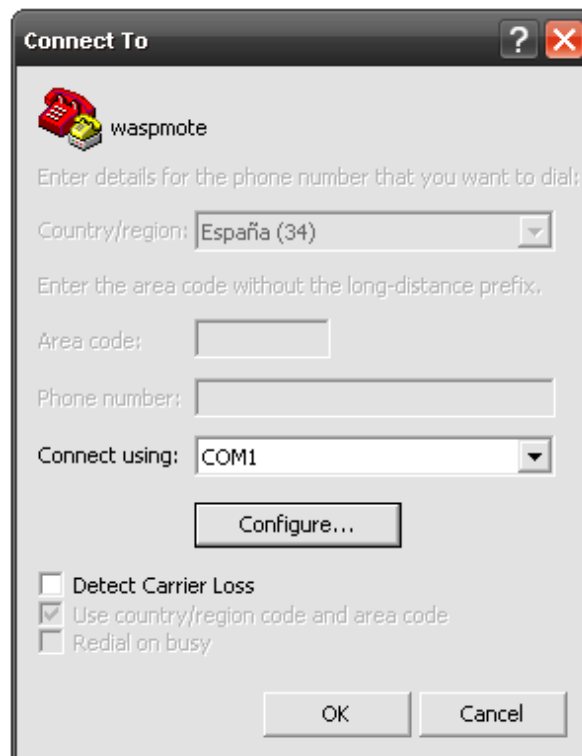 Connect To
waspmote
Enter details for the phone number that you want to dial:
Country/region: España (34)
Enter the area code without the long-distance prefix.
Area code:
Phone number:
Connect using: COM1
Configure...
Detect Carrier Loss
Use country/region code and area code
Redial on busy
OK Cancel